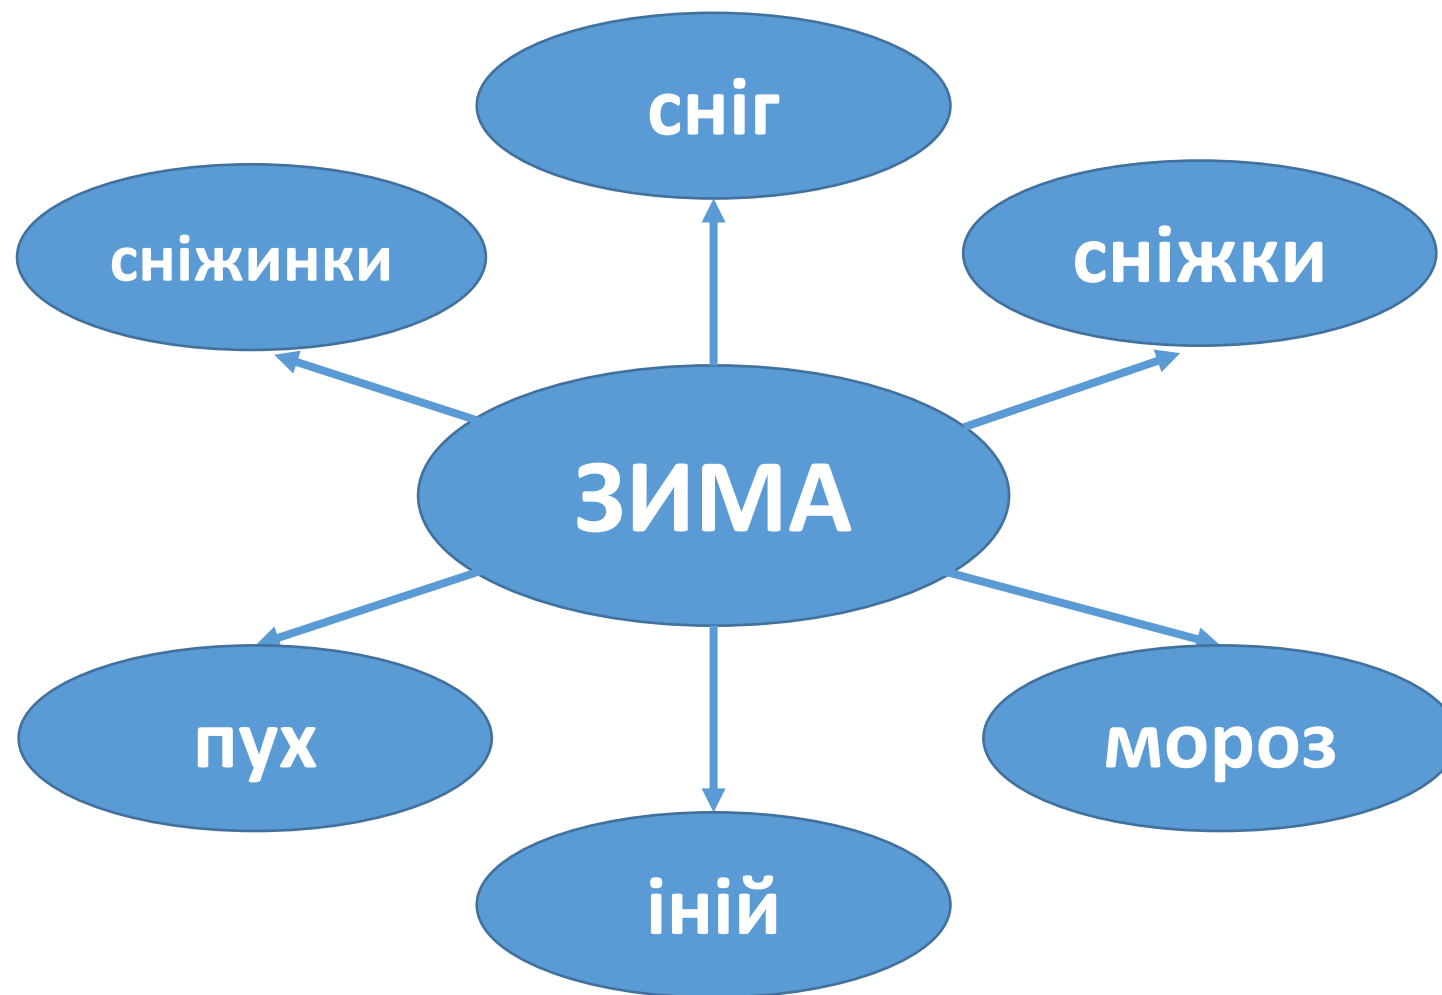 сніг
сніжинки
сніжки
ЗИМА
пух
мороз
іній